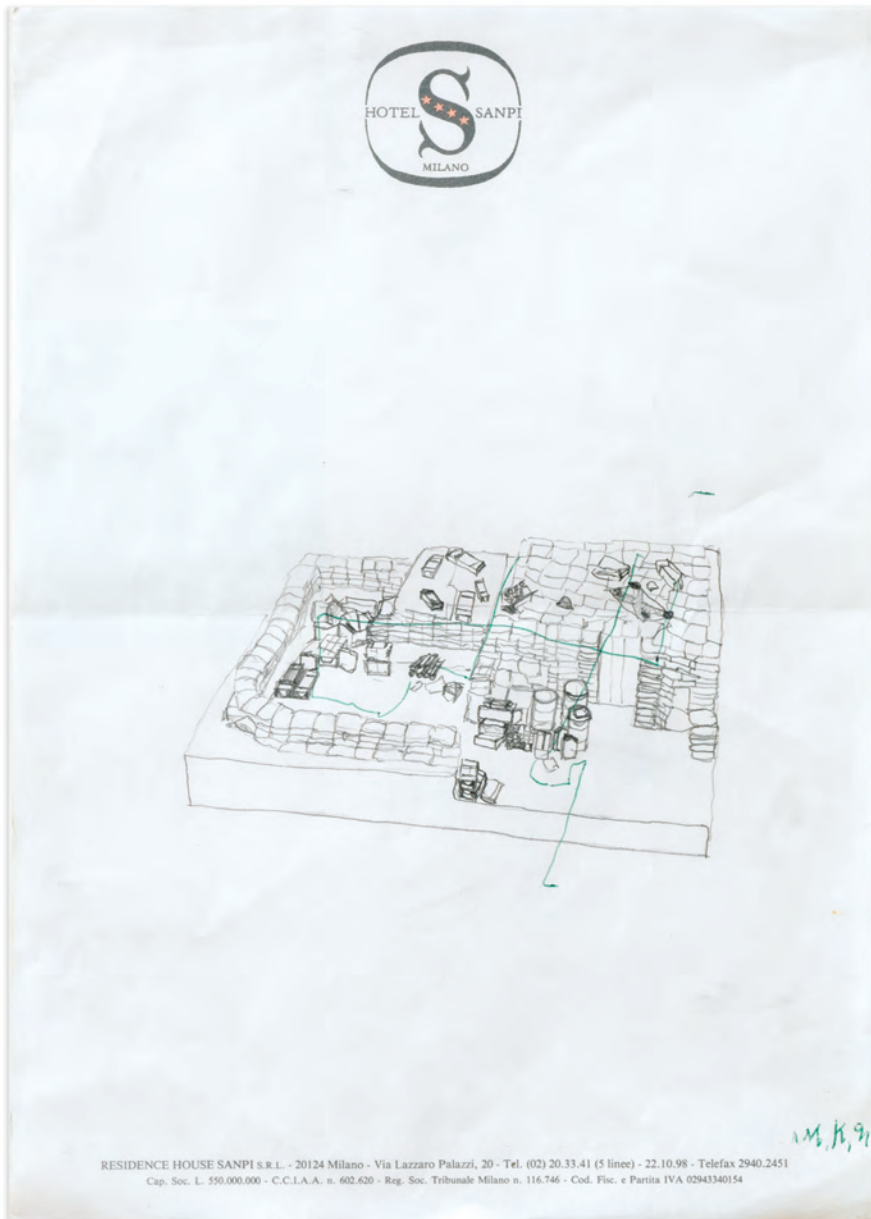 HOTEL S SANPI
MILANO
M.K.91
RESIDENCE HOUSE SANPI S.R.L. - 20124 Milano - Via Lazzaro Palazzi, 20 - Tel. (02) 20.33.41 (5 linee) - 22.10.98 - Telefax 2940.2451
Cap. Soc. L. 550.000.000 - C.C.I.A.A. n. 602.620 - Reg. Soc. Tribunale Milano n. 116.746 - Cod. Fisc. e Partita IVA 02943340154